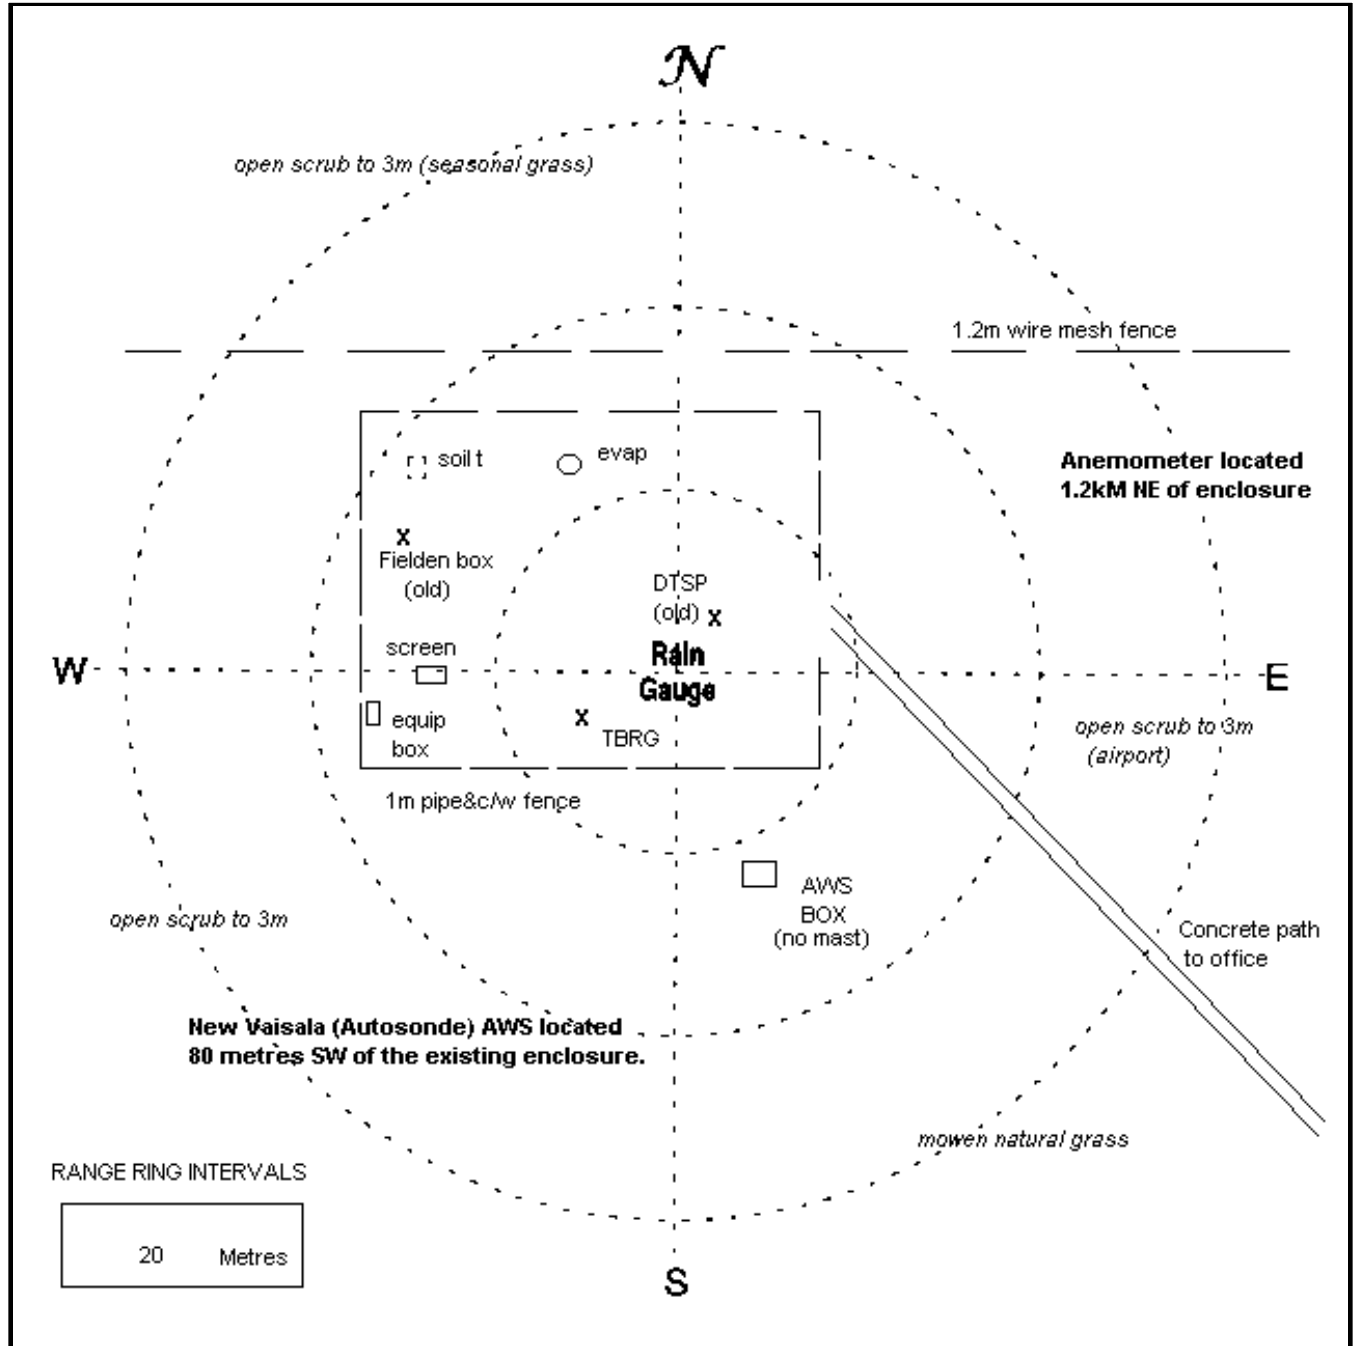 N
open scrub to 3m (seasonal grass)
1.2m wire mesh fence
soil t
evap
Anemometer located
1.2kM NE of enclosure
X
Fielden box
(old)
DTSP
(old) X
screen
Rain
Gauge
W
E
equip
box
X
TBRG
open scrub to 3m
(airport)
1m pipe&c/w fence
AWS
BOX
(no mast)
open scrub to 3m
Concrete path
to office
New Vaisala (Autosonde) AWS located
80 metres SW of the existing enclosure.
mowen natural grass
RANGE RING INTERVALS
20 Metres
S